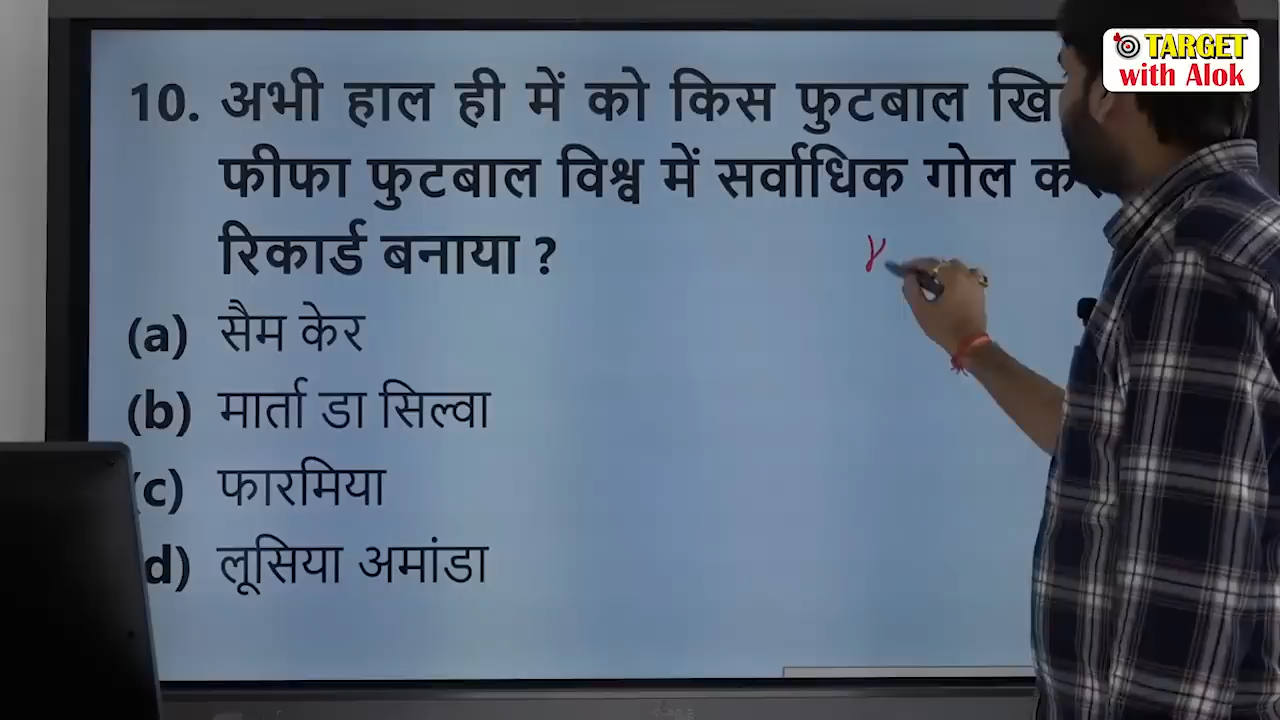 TARGET
with Alok
10. अभी हाल ही में को किस फुटबाल
फीफा फुटबाल विश्व में सर्वाधिक गोल
रिकार्ड बनाया ?
(a) सैम केर
(b) मार्ता डा सिल्वा
(c) फारमिया
d) लूसिया अमांडा